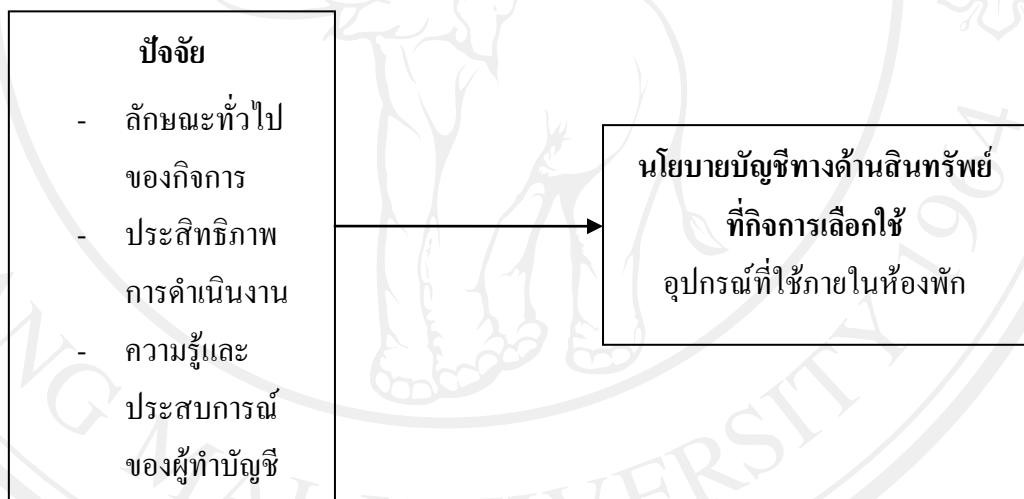 ปัจจัย
- ลักษณะทั่วไป
ของกิจการ
- ประสิทธิภาพ
การดำเนินงาน
- ความรู้และ
ประสบการณ์
ของผู้ทำบัญชี
นโยบายบัญชีทางด้านสินทรัพย์
ที่กิจการเลือกใช้
อุปกรณ์ที่ใช้ภายในห้องพัก
UNIVERSITY 1964